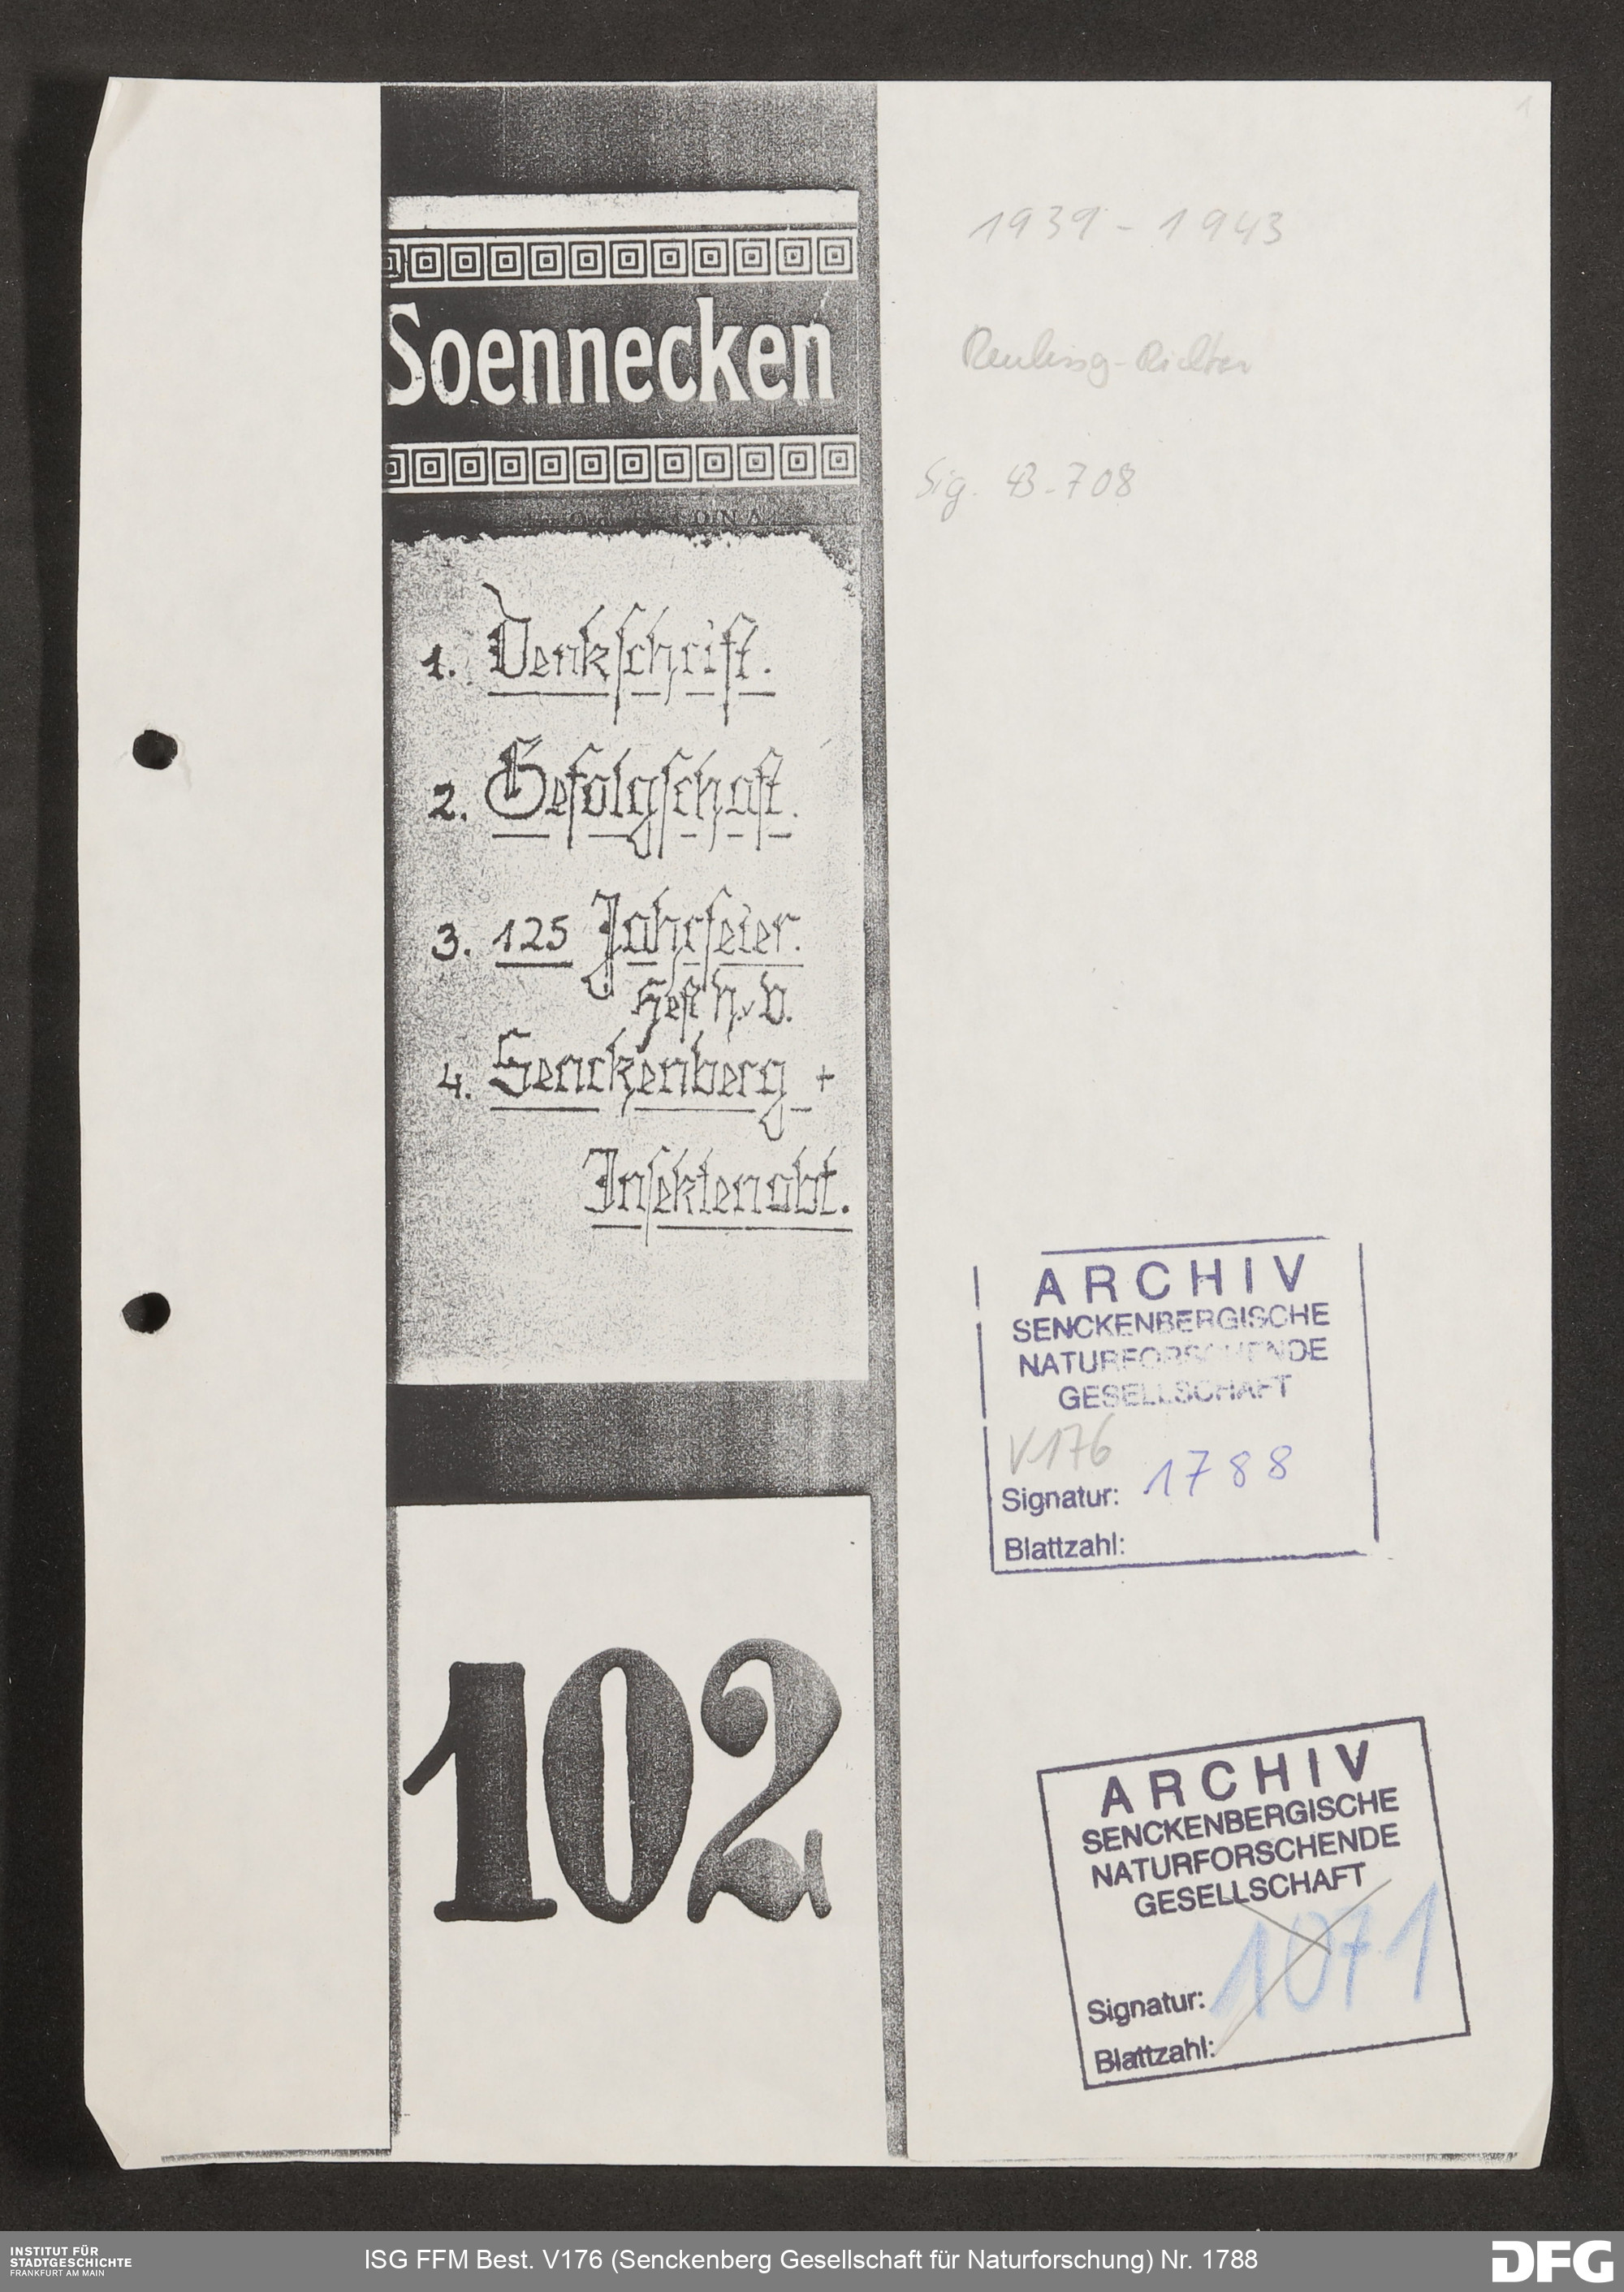 1
1939 - 1943
Soennecken
Sig. 43-708
DIN A
1. Denkschrift.
2. Gefolgschaft.
3. 125 Jahrfeier.
Heft N.v.V.
4. Senckenberg +
Insektenabt.
ARCHIV
SENCKENBERGISCHE
NATURFORSCHENDE
GESELLSCHAFT
V176
Signatur: 1788
Blattzahl:
102
ARCHIV
SENCKENBERGISCHE
NATURFORSCHENDE
GESELLSCHAFT
Signatur: 1071
Blattzahl:
INSTITUT FÜR
STADTGESCHICHTE
FRANKFURT AM MAIN
ISG FFM Best. V176 (Senckenberg Gesellschaft für Naturforschung) Nr. 1788
DFG